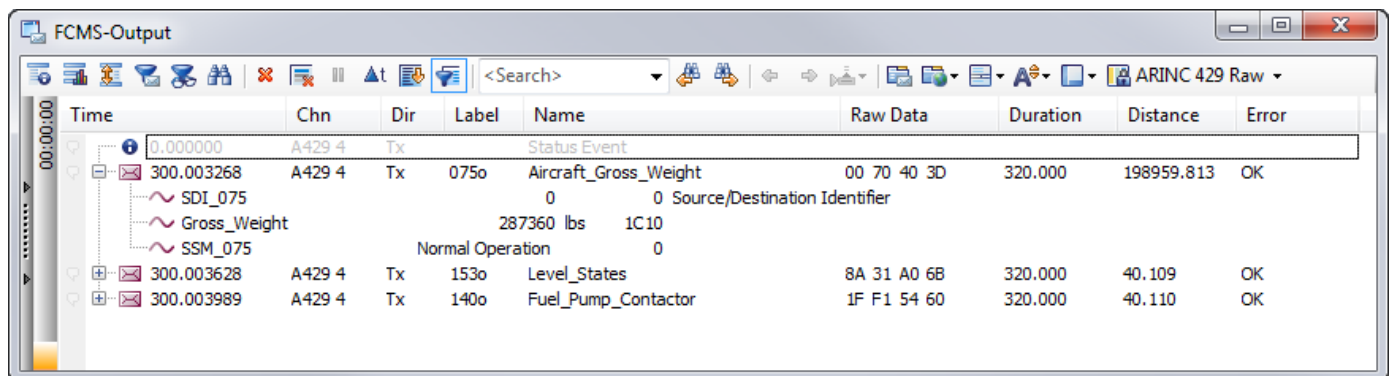 FCMS-Output
<Search> ARINC 429 Raw
00:00:00
Time Chn Dir Label Name Raw Data Duration Distance Error
0.000000 A429 4 Tx Status Event
300.003268 A429 4 Tx 075o Aircraft_Gross_Weight 00 70 40 3D 320.000 198959.813 OK
SDI_075 0 0 Source/Destination Identifier
Gross_Weight 287360 lbs 1C10
SSM_075 Normal Operation 0
300.003628 A429 4 Tx 153o Level_States 8A 31 A0 6B 320.000 40.109 OK
300.003989 A429 4 Tx 140o Fuel_Pump_Contactor 1F F1 54 60 320.000 40.110 OK